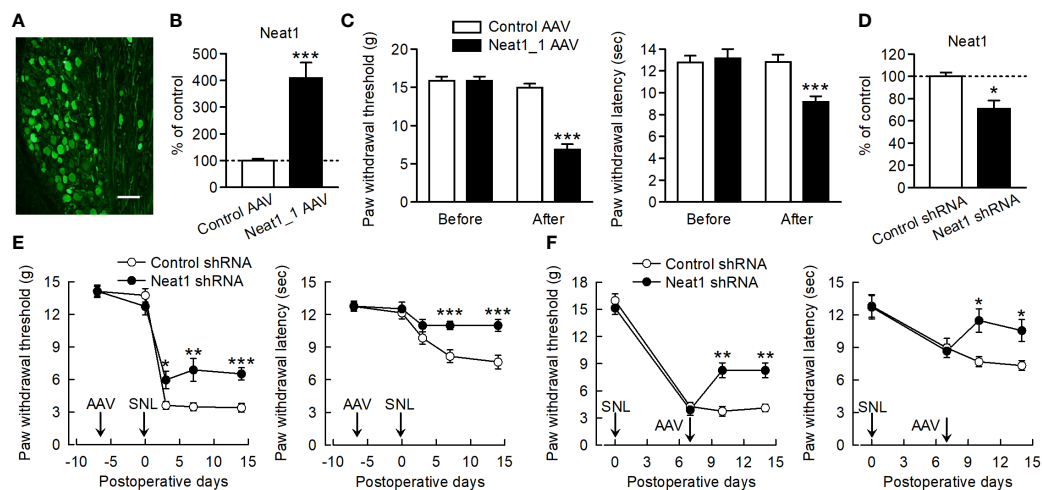 A
B
Neat1
% of control
500
400
300
200
100
0
***
Control AAV
Neat1_1 AAV
C
Control AAV
Neat1_1 AAV
Paw withdrawal threshold (g)
20
15
10
5
0
***
Before
After
Paw withdrawal latency (sec)
14
12
10
8
6
4
2
0
***
Before
After
D
Neat1
% of control
120
100
80
60
40
20
0
*
Control shRNA
Neat1 shRNA
E
Control shRNA
Neat1 shRNA
Paw withdrawal threshold (g)
15
12
9
6
3
0
* ** ***
AAV SNL
-10 -5 0 5 10 15
Postoperative days
Paw withdrawal latency (sec)
15
12
9
6
3
0
*** ***
AAV SNL
-10 -5 0 5 10 15
Postoperative days
F
Control shRNA
Neat1 shRNA
Paw withdrawal threshold (g)
18
15
12
9
6
3
0
** **
SNL
AAV
0 3 6 9 12 15
Postoperative days
Paw withdrawal latency (sec)
15
12
9
6
3
0
* *
SNL
AAV
0 3 6 9 12 15
Postoperative days